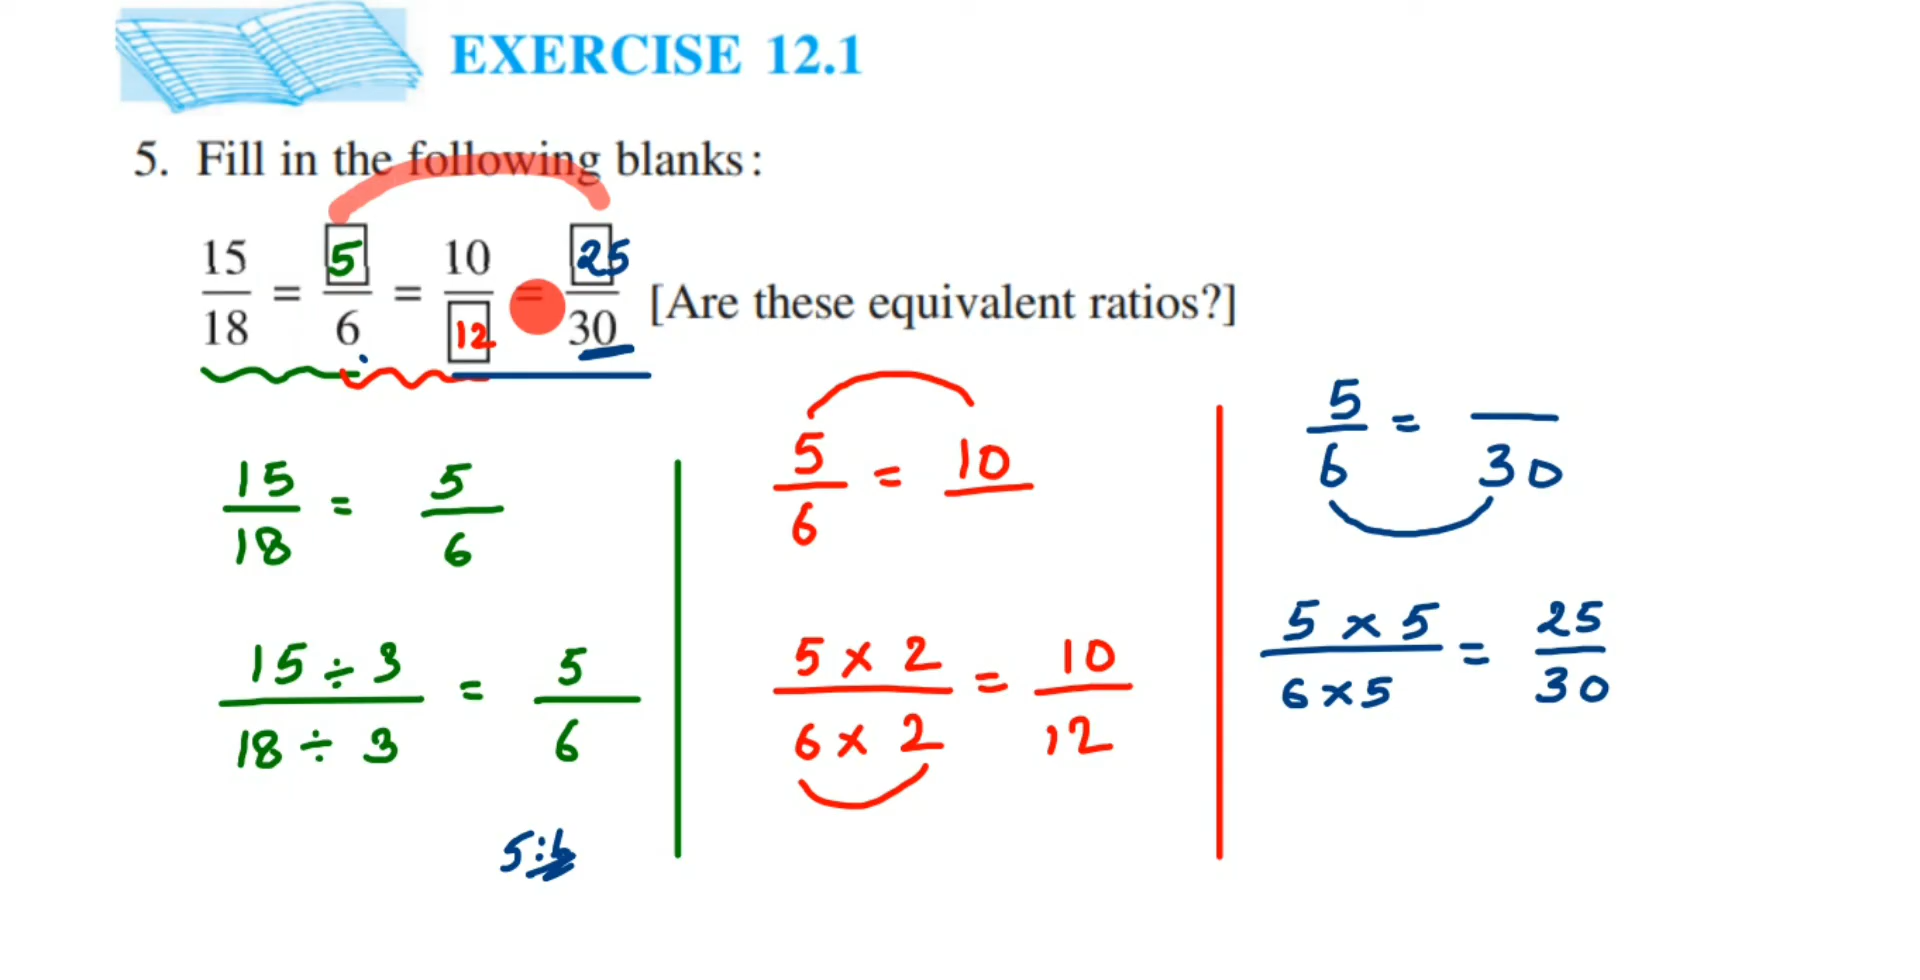 EXERCISE 12.1
5. Fill in the following blanks:
15/18 = 5/6 = 10/12 = 25/30 [Are these equivalent ratios?]
15/18 = 5/6
15 ÷ 3/18 ÷ 3 = 5/6
5:6
5/6 = 10/
5 × 2/6 × 2 = 10/12
5/6 = /30
5 × 5/6 × 5 = 25/30